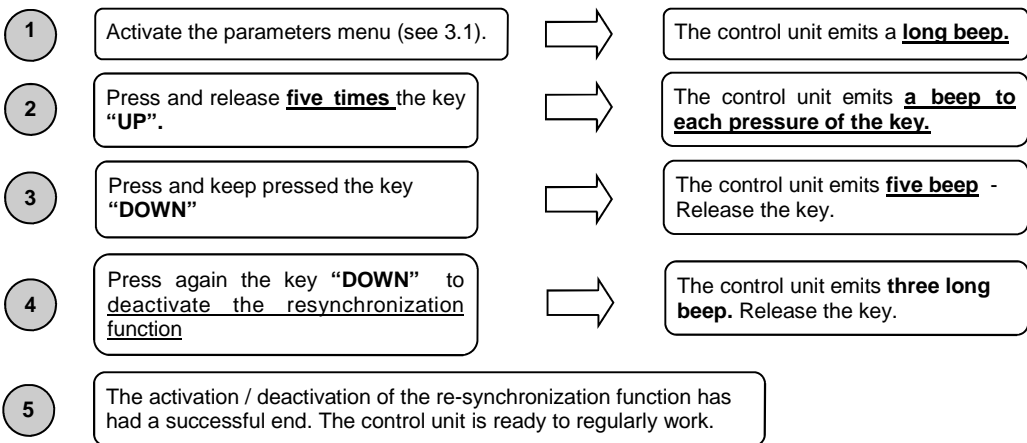 1
Activate the parameters menu (see 3.1).
The control unit emits a long beep.
2
Press and release five times the key
“UP”.
The control unit emits a beep to
each pressure of the key.
3
Press and keep pressed the key
“DOWN”
The control unit emits five beep -
Release the key.
4
Press again the key “DOWN” to
deactivate the resynchronization
function
The control unit emits three long
beep. Release the key.
5
The activation / deactivation of the re-synchronization function has
had a successful end. The control unit is ready to regularly work.